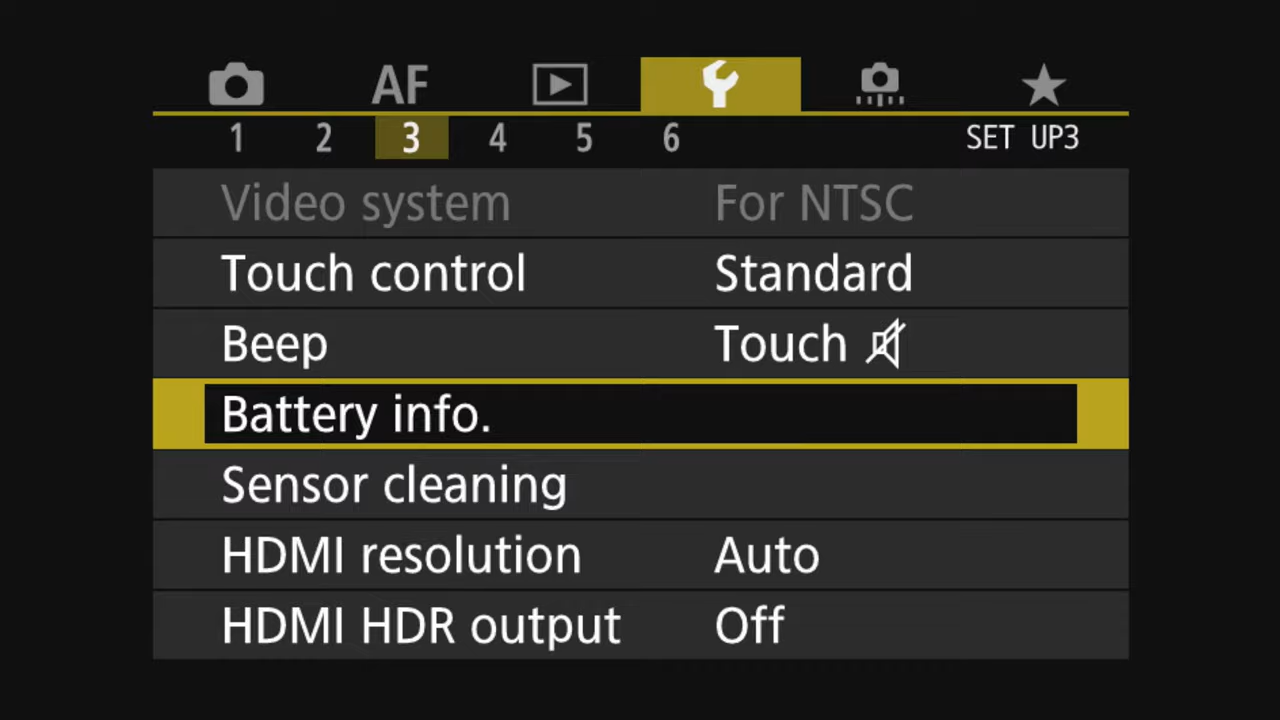 AF
1 2 3 4 5 6 SET UP3
Video system For NTSC
Touch control Standard
Beep Touch
Battery info.
Sensor cleaning
HDMI resolution Auto
HDMI HDR output Off